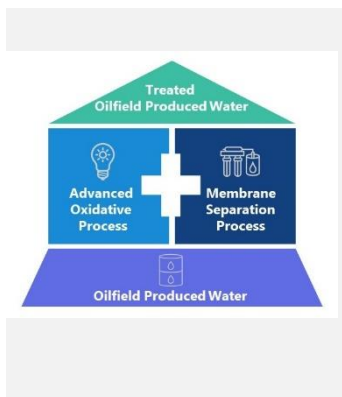 Treated
Oilfield Produced Water
Advanced
Oxidative
Process
Membrane
Separation
Process
Oilfield Produced Water